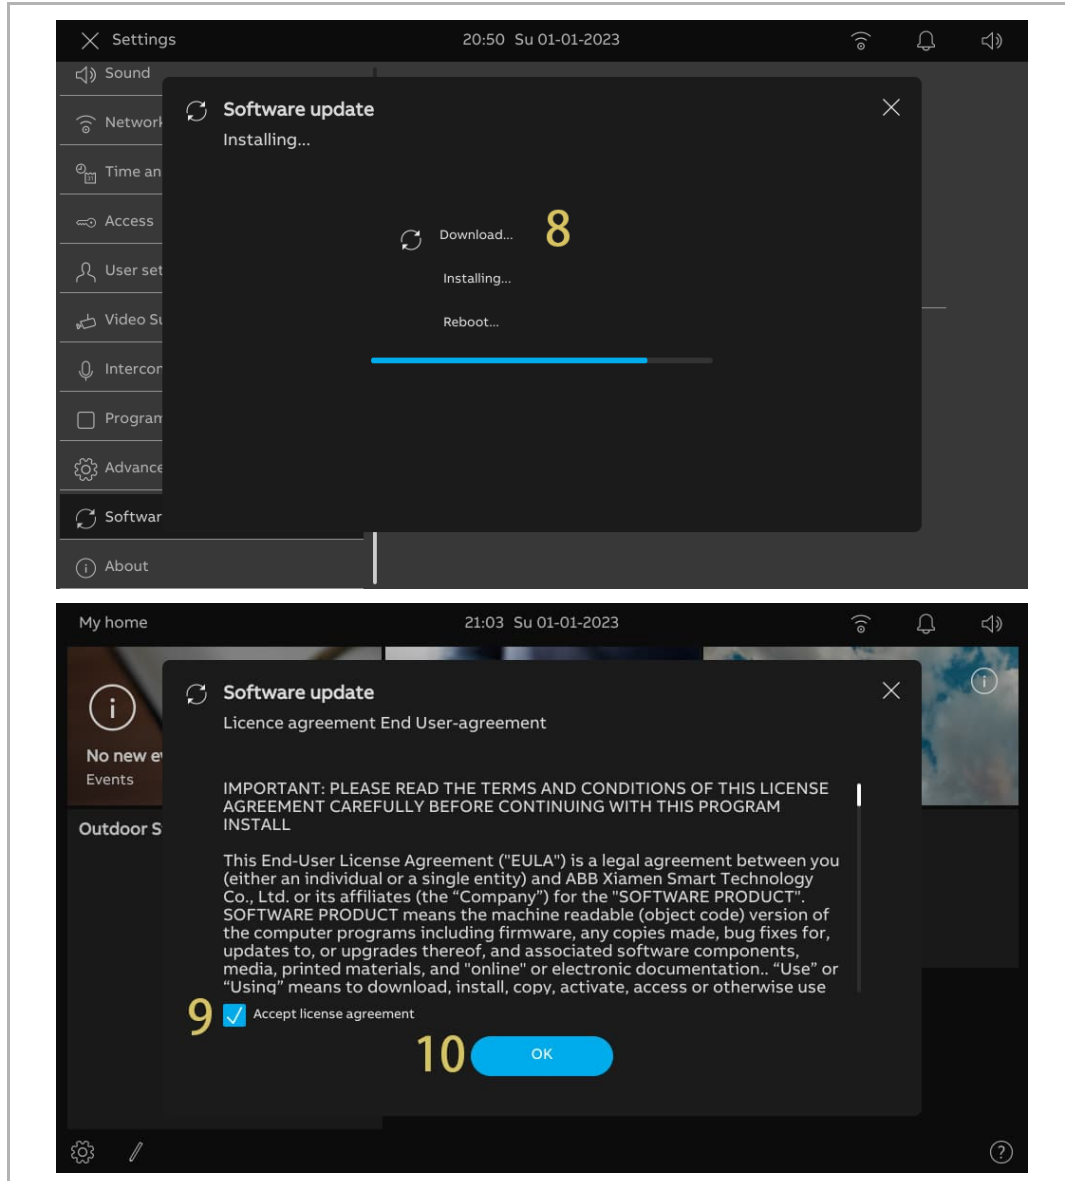 Settings
20:50 Su 01-01-2023
Sound
Software update
Network
Installing...
Time an
Access
8
Download...
User set
Installing...
Video Su
Reboot...
Intercon
Program
Advance
Softwar
About
My home
21:03 Su 01-01-2023
Software update
Licence agreement End User-agreement
No new e
Events
IMPORTANT: PLEASE READ THE TERMS AND CONDITIONS OF THIS LICENSE
AGREEMENT CAREFULLY BEFORE CONTINUING WITH THIS PROGRAM
INSTALL
Outdoor S
This End-User License Agreement ("EULA") is a legal agreement between you
(either an individual or a single entity) and ABB Xiamen Smart Technology
Co., Ltd. or its affiliates (the “Company”) for the "SOFTWARE PRODUCT".
SOFTWARE PRODUCT means the machine readable (object code) version of
the computer programs including firmware, any copies made, bug fixes for,
updates to, or upgrades thereof, and associated software components,
media, printed materials, and "online" or electronic documentation.. “Use” or
“Using” means to download, install, copy, activate, access or otherwise use
9
Accept license agreement
10
OK